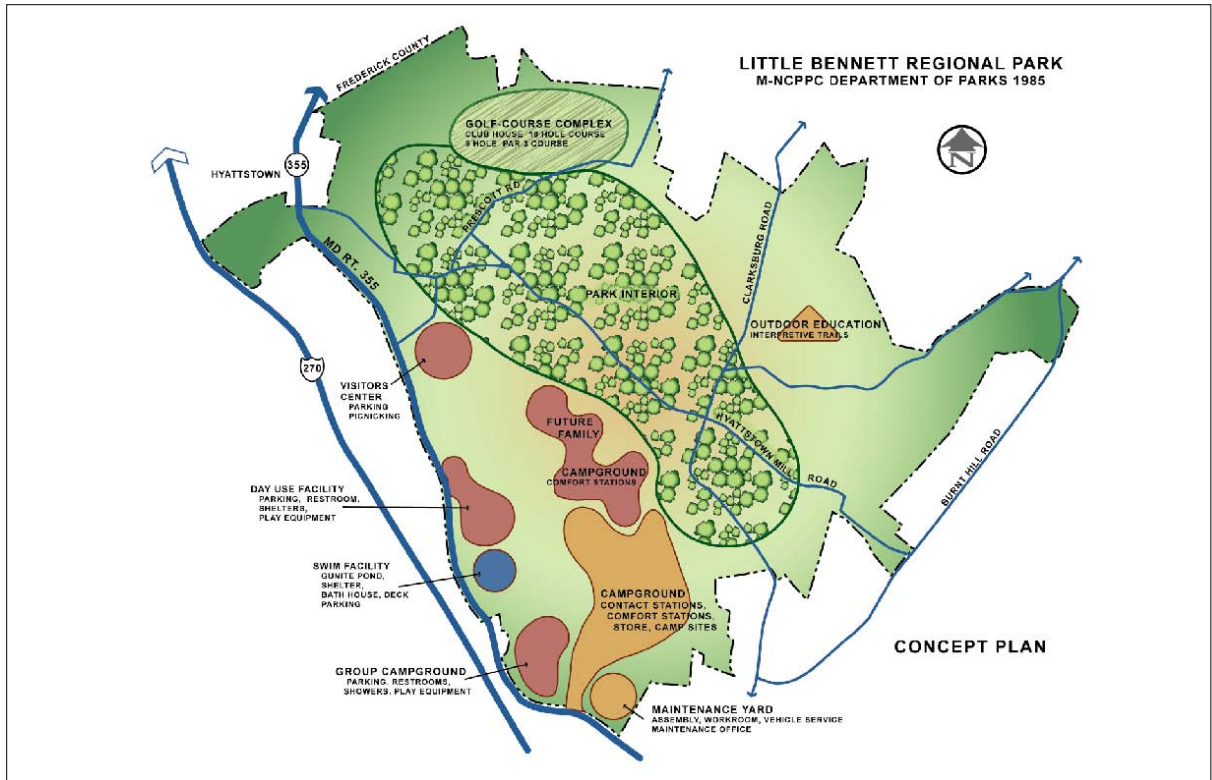 LITTLE BENNETT REGIONAL PARK
M-NCPPC DEPARTMENT OF PARKS 1985
N
FREDERICK COUNTY
GOLF-COURSE COMPLEX
CLUB HOUSE 18 HOLE COURSE
9 HOLE PAR 3 COURSE
355
HYATTSTOWN
PRESCOTT RD
MD RT. 355
CLARKSBURG ROAD
PARK INTERIOR
OUTDOOR EDUCATION
INTERPRETIVE TRAILS
270
VISITORS
CENTER
PARKING
PICNICKING
FUTURE
FAMILY
CAMPGROUND
COMFORT STATIONS
HYATTSTOWN MILL ROAD
BURNT HILL ROAD
DAY USE FACILITY
PARKING, RESTROOM,
SHELTERS,
PLAY EQUIPMENT
SWIM FACILITY
GUNITE POND,
SHELTER,
BATH HOUSE, DECK
PARKING
CAMPGROUND
CONTACT STATIONS,
COMFORT STATIONS,
STORE, CAMP SITES
CONCEPT PLAN
GROUP CAMPGROUND
PARKING, RESTROOMS,
SHOWERS, PLAY EQUIPMENT
MAINTENANCE YARD
ASSEMBLY, WORKROOM, VEHICLE SERVICE
MAINTENANCE OFFICE